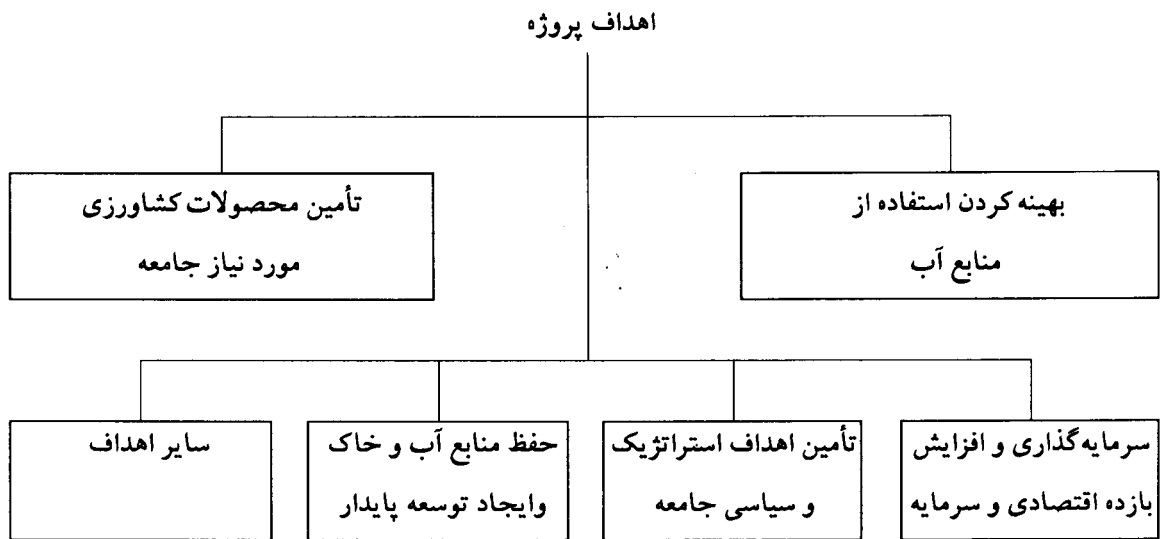 اهداف پروژه
بهینه کردن استفاده از
منابع آب
تأمین محصولات کشاورزی
مورد نیاز جامعه
سرمایه‌گذاری و افزایش
بازده اقتصادی و سرمایه
تأمین اهداف استراتژیک
و سیاسی جامعه
حفظ منابع آب و خاک
وایجاد توسعه پایدار
سایر اهداف